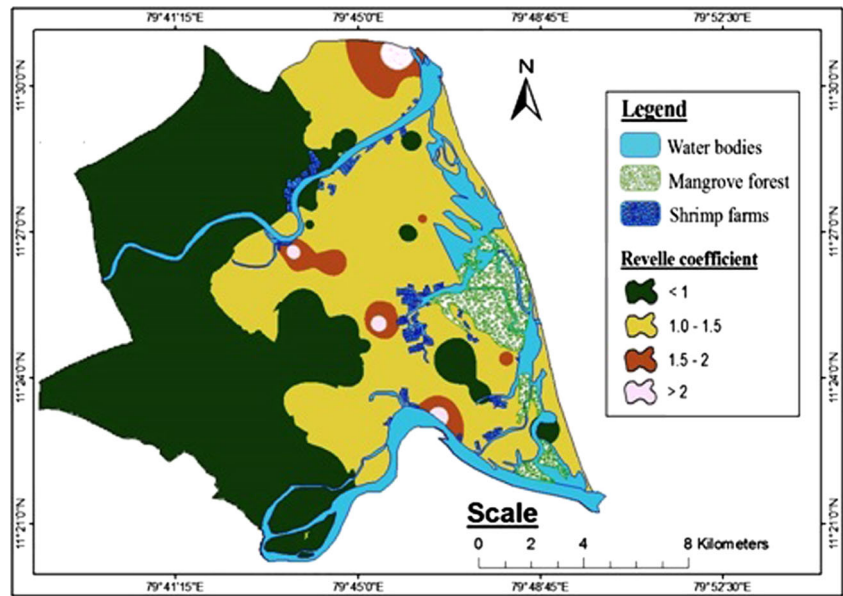 79°41'15"E 79°45'0"E 79°48'45"E 79°52'30"E
11°30'0"N 11°30'0"N
N
Legend
Water bodies
Mangrove forest
Shrimp farms
11°27'0"N 11°27'0"N
Revelle coefficient
< 1
1.0 - 1.5
1.5 - 2
> 2
11°24'0"N 11°24'0"N
11°21'0"N 11°21'0"N
Scale
0 2 4 8 Kilometers
79°41'15"E 79°45'0"E 79°48'45"E 79°52'30"E